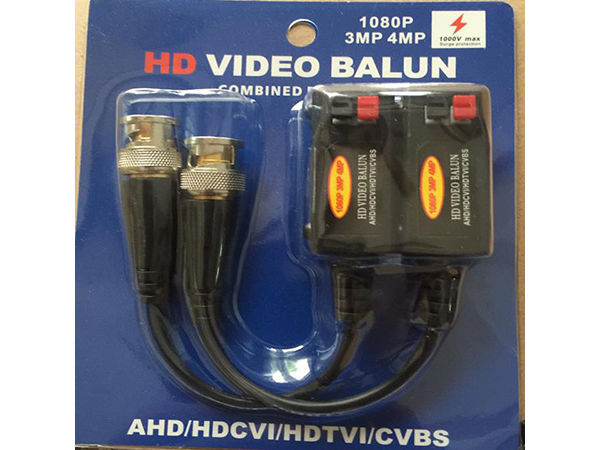 1080P
3MP 4MP
1000V max
Surge protection
HD VIDEO BALUN
COMBINED
1080P 3MP 4MP
HD VIDEO BALUN
AHD/HDCVI/HDTVI/CVBS
1080P 3MP 4MP
HD VIDEO BALUN
AHD/HDCVI/HDTVI/CVBS
AHD/HDCVI/HDTVI/CVBS